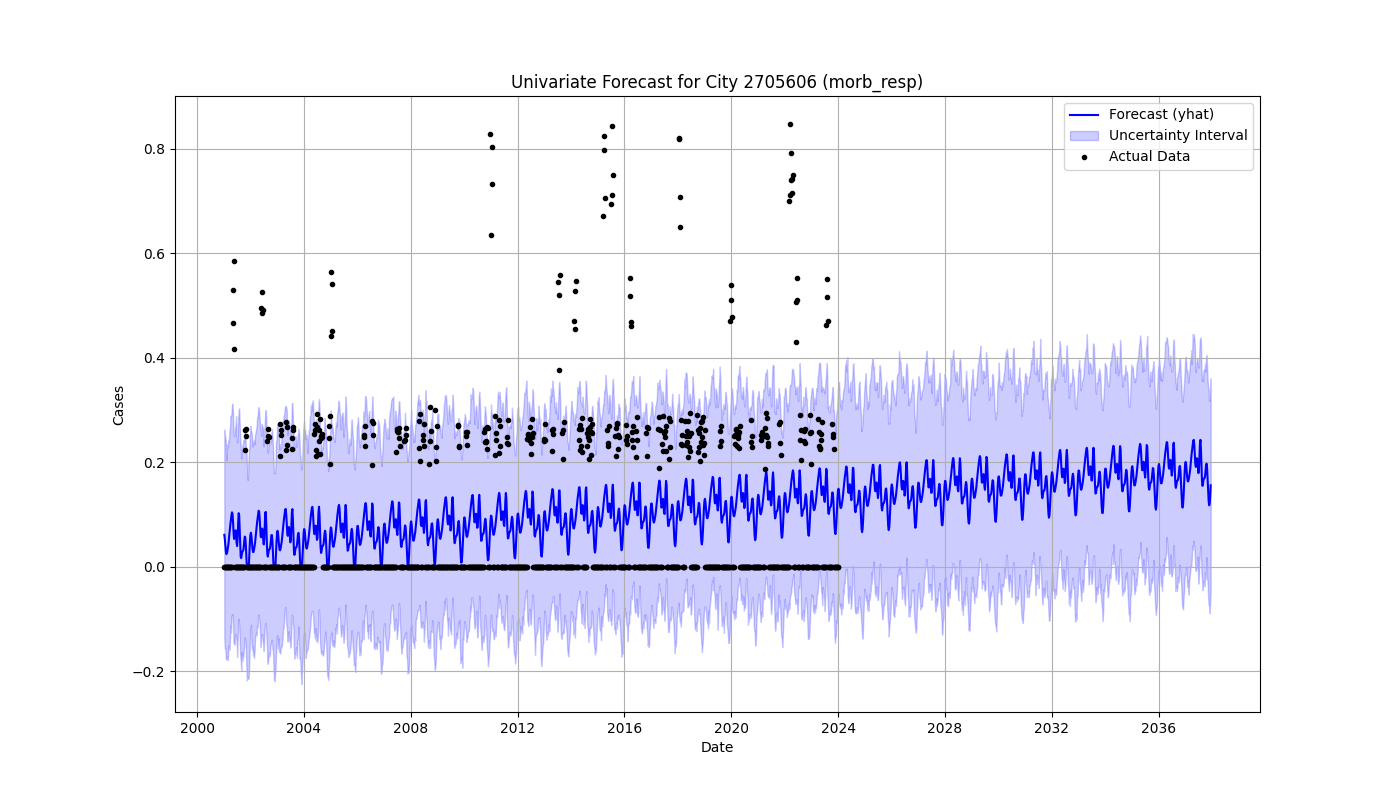 Univariate Forecast for City 2705606 (morb_resp)
Forecast (yhat)
Uncertainty Interval
Actual Data
Cases
0.8
0.6
0.4
0.2
0.0
−0.2
2000
2004
2008
2012
2016
2020
2024
2028
2032
2036
Date